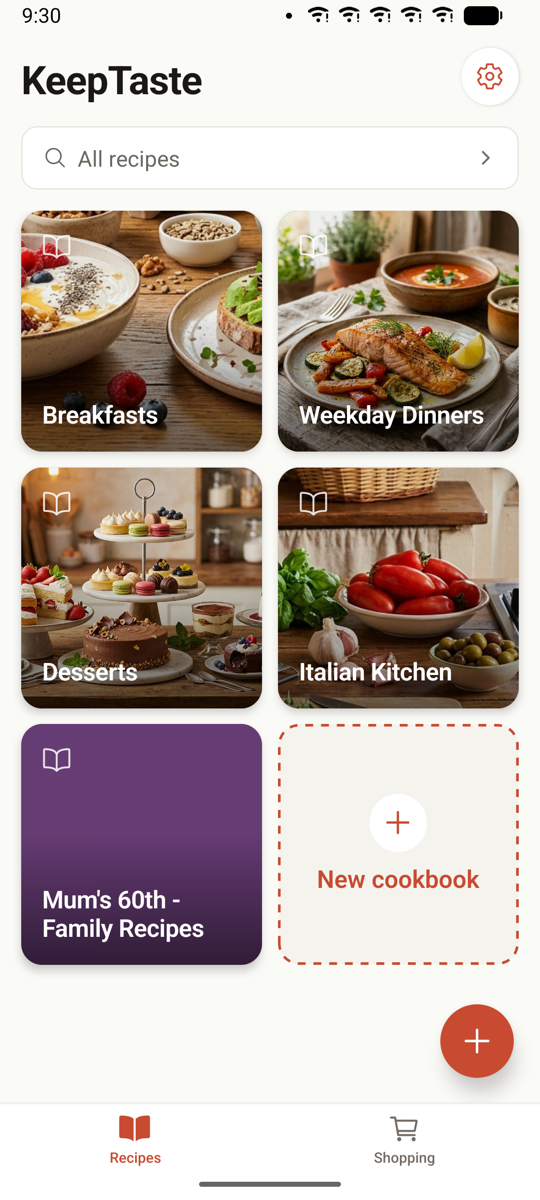 9:30
KeepTaste
All recipes
Breakfasts
Weekday Dinners
Desserts
Italian Kitchen
Mum's 60th -
Family Recipes
New cookbook
Recipes
Shopping